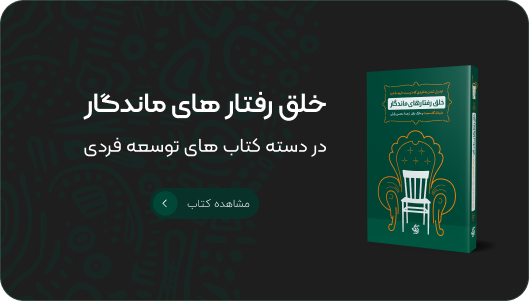 خلق رفتار های ماندگار
در دسته کتاب های توسعه فردی
مشاهده کتاب
خلق رفتارهای ماندگار